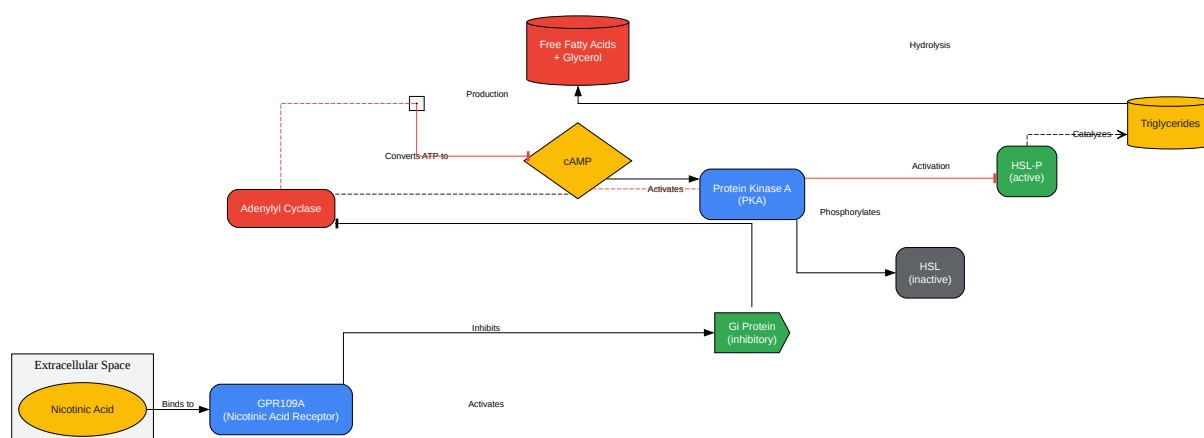 Free Fatty Acids
+ Glycerol
Hydrolysis
Production
Triglycerides
Catalyzes
Converts ATP to
cAMP
Activation
HSL-P
(active)
Activates
Protein Kinase A
(PKA)
Adenylyl Cyclase
Phosphorylates
HSL
(inactive)
Inhibits
Gi Protein
(inhibitory)
Extracellular Space
Nicotinic Acid
Binds to
GPR109A
(Nicotinic Acid Receptor)
Activates